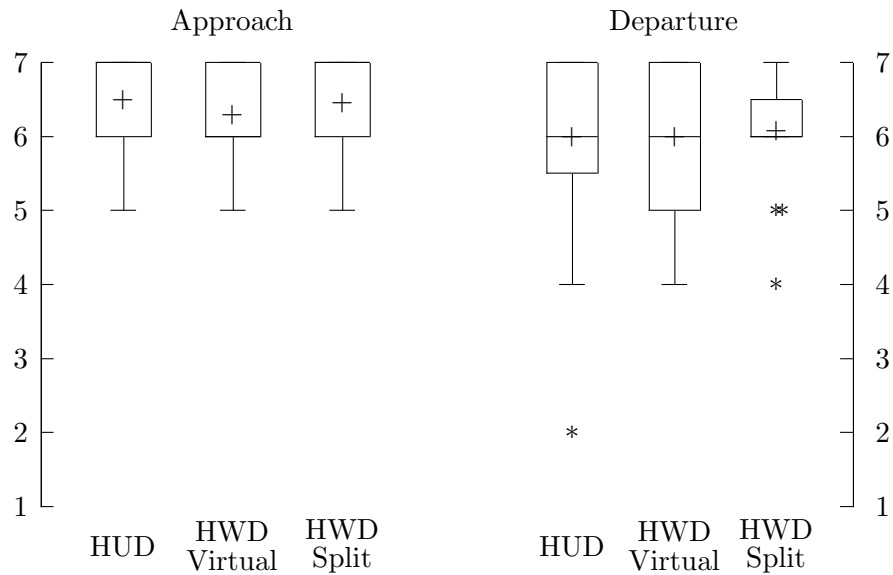 Approach
Departure
7
6
5
4
3
2
1
HUD
HWD
Virtual
HWD
Split
7
6
5
4
3
2
1
HUD
HWD
Virtual
HWD
Split